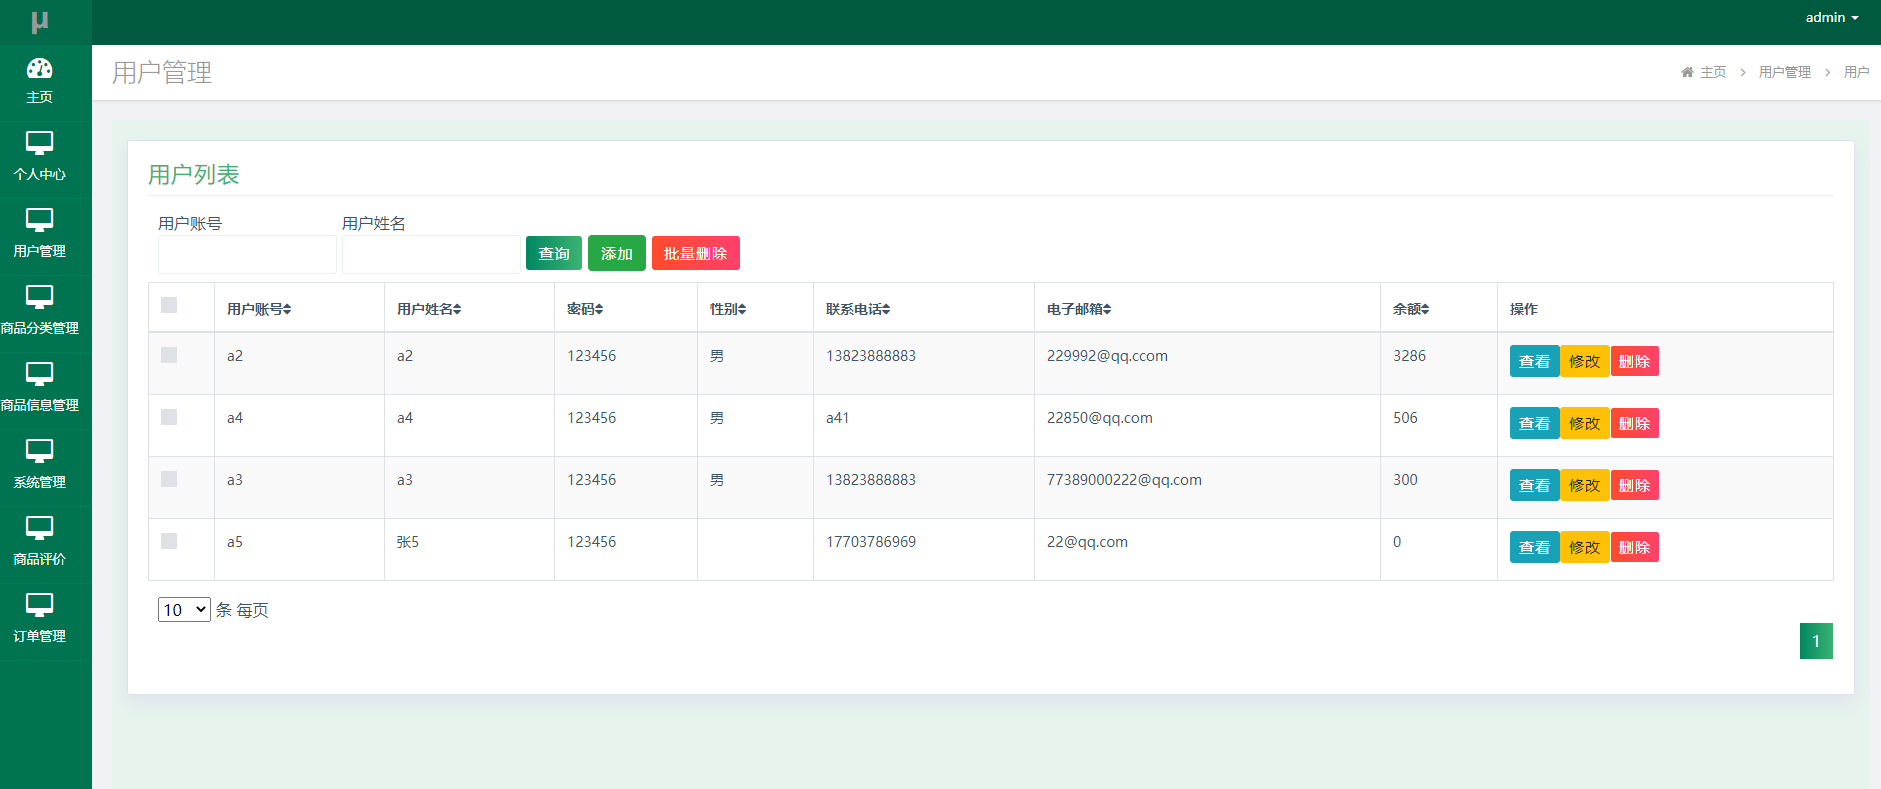 μ
admin
用户管理
主页 > 用户管理 > 用户
主页
个人中心
用户管理
商品分类管理
商品信息管理
系统管理
商品评价
订单管理
用户列表
用户账号 用户姓名
查询 添加 批量删除
用户账号 用户姓名 密码 性别 联系电话 电子邮箱 余额 操作
a2 a2 123456 男 13823888883 229992@qq.ccom 3286 查看 修改 删除
a4 a4 123456 男 a41 22850@qq.com 506 查看 修改 删除
a3 a3 123456 男 13823888883 77389000222@qq.com 300 查看 修改 删除
a5 张5 123456 17703786969 22@qq.com 0 查看 修改 删除
10 条 每页
1